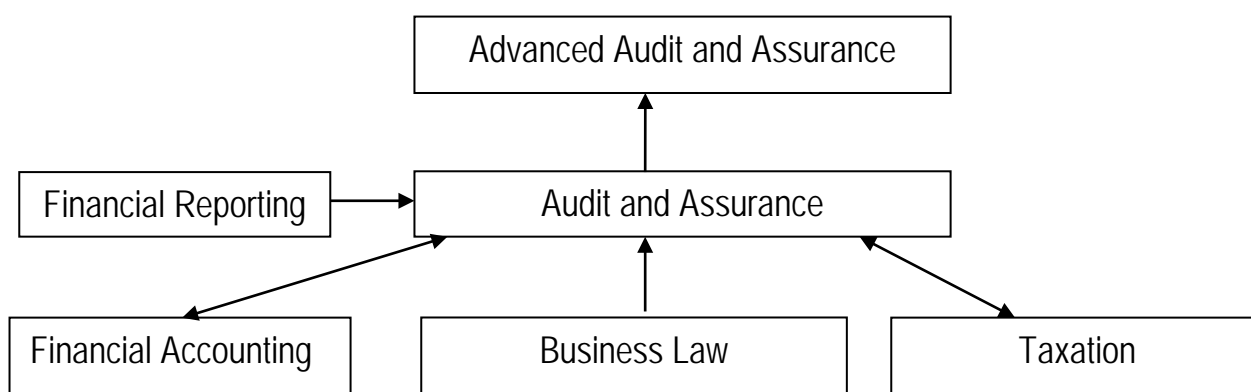 Advanced Audit and Assurance
Financial Reporting
Audit and Assurance
Financial Accounting
Business Law
Taxation